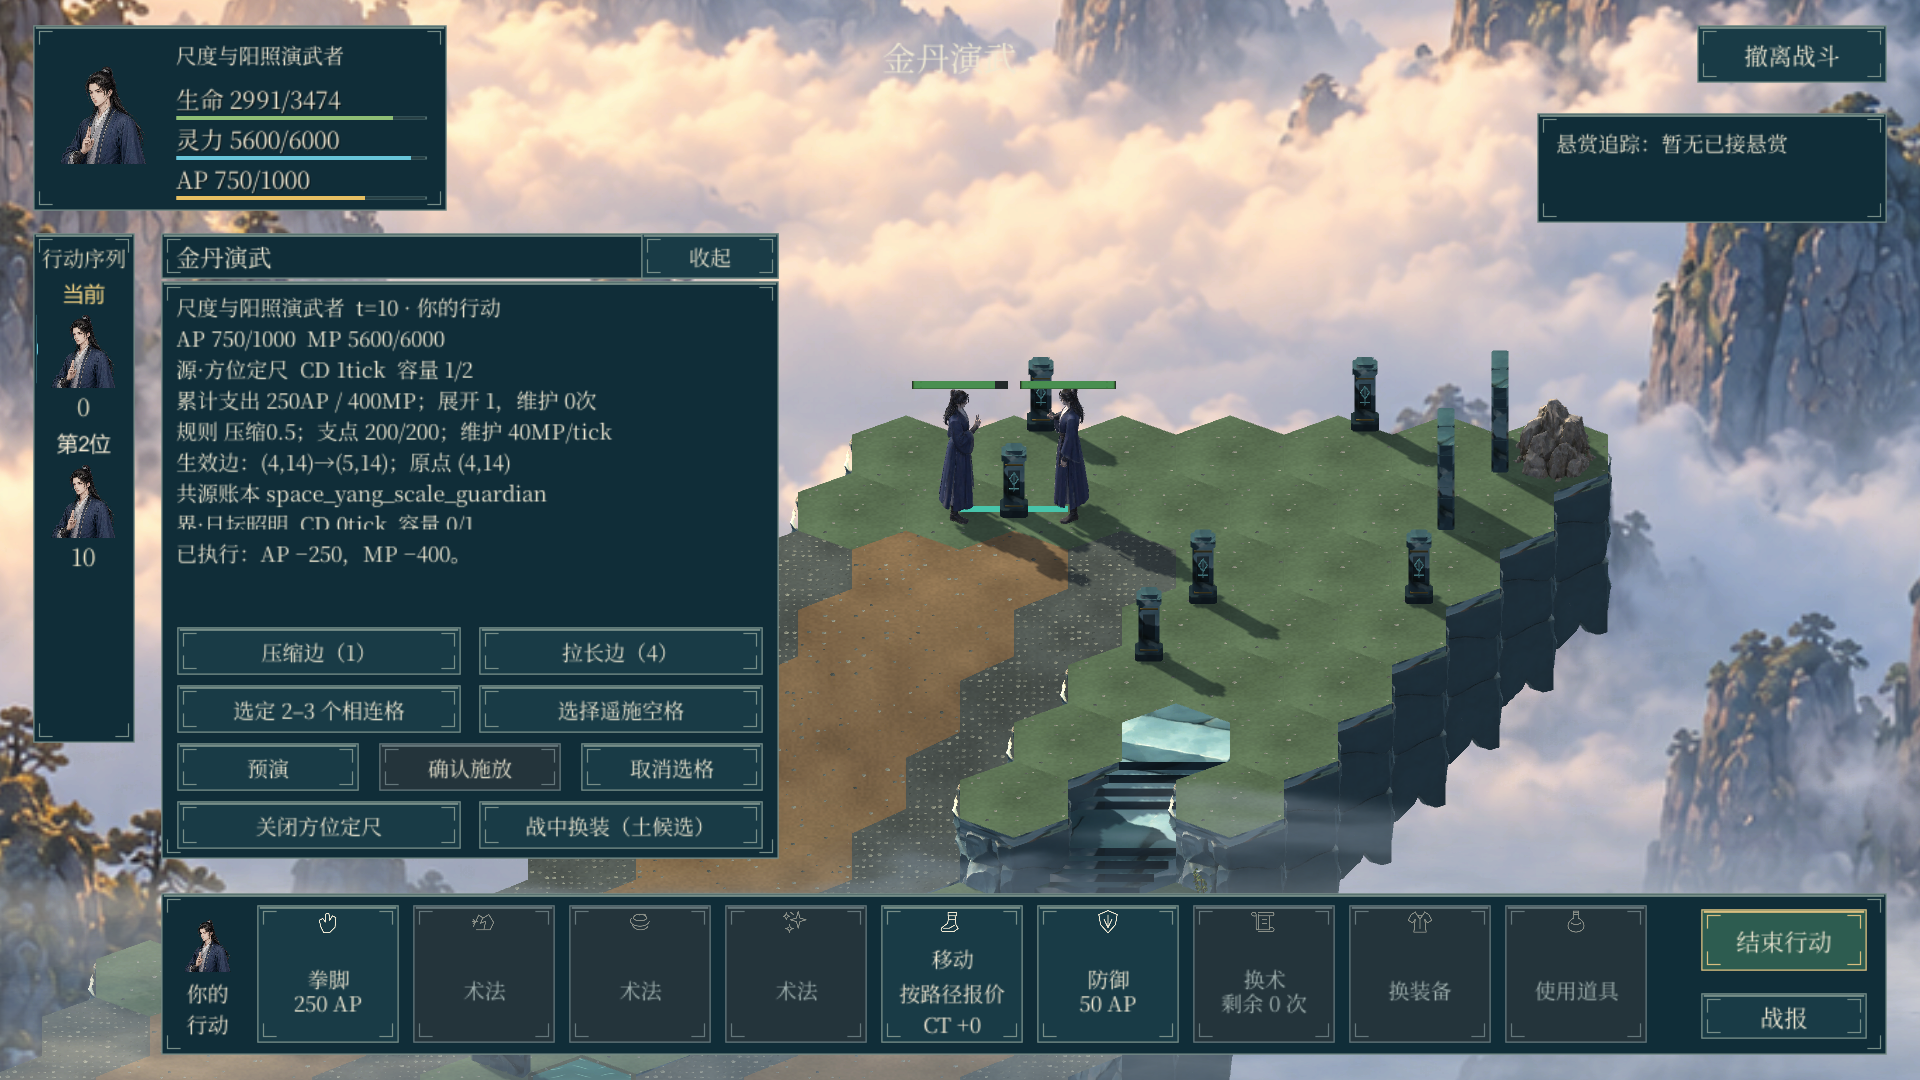 尺度与阳照演武者
生命 2991/3474
灵力 5600/6000
AP 750/1000
金丹演武
撤离战斗
悬赏追踪：暂无已接悬赏
行动序列
当前
0
第2位
10
金丹演武
收起
尺度与阳照演武者 t=10 · 你的行动
AP 750/1000 MP 5600/6000
源·方位定尺 CD 1tick 容量 1/2
累计支出 250AP / 400MP；展开 1，维护 0次
规则 压缩0.5；支点 200/200；维护 40MP/tick
生效边：(4,14)→(5,14)；原点 (4,14)
共源账本 space_yang_scale_guardian
界·日坛照明 CD 0tick 容量 0/1
已执行：AP −250，MP −400。
压缩边（1）
拉长边（4）
选定 2–3 个相连格
选择遥施空格
预演
确认施放
取消选格
关闭方位定尺
战中换装（土候选）
你的
行动
拳脚
250 AP
术法
术法
术法
移动
按路径报价
CT +0
防御
50 AP
换术
剩余 0 次
换装备
使用道具
结束行动
战报